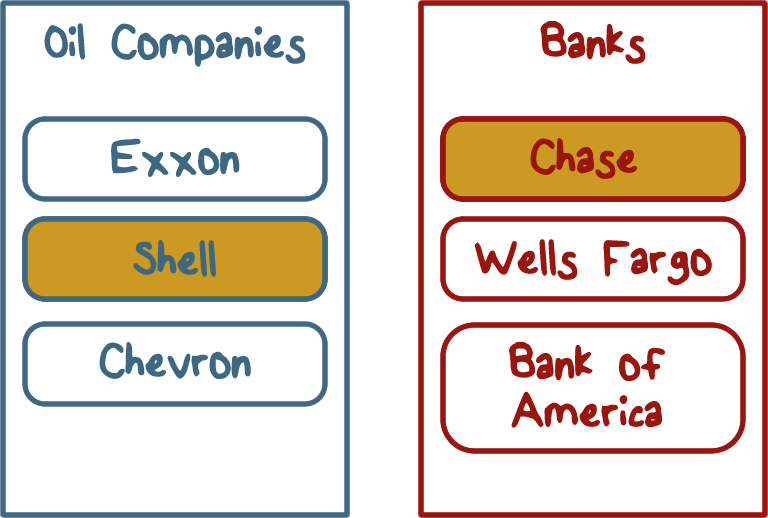 Oil Companies
Exxon
Shell
Chevron
Banks
Chase
Wells Fargo
Bank of
America